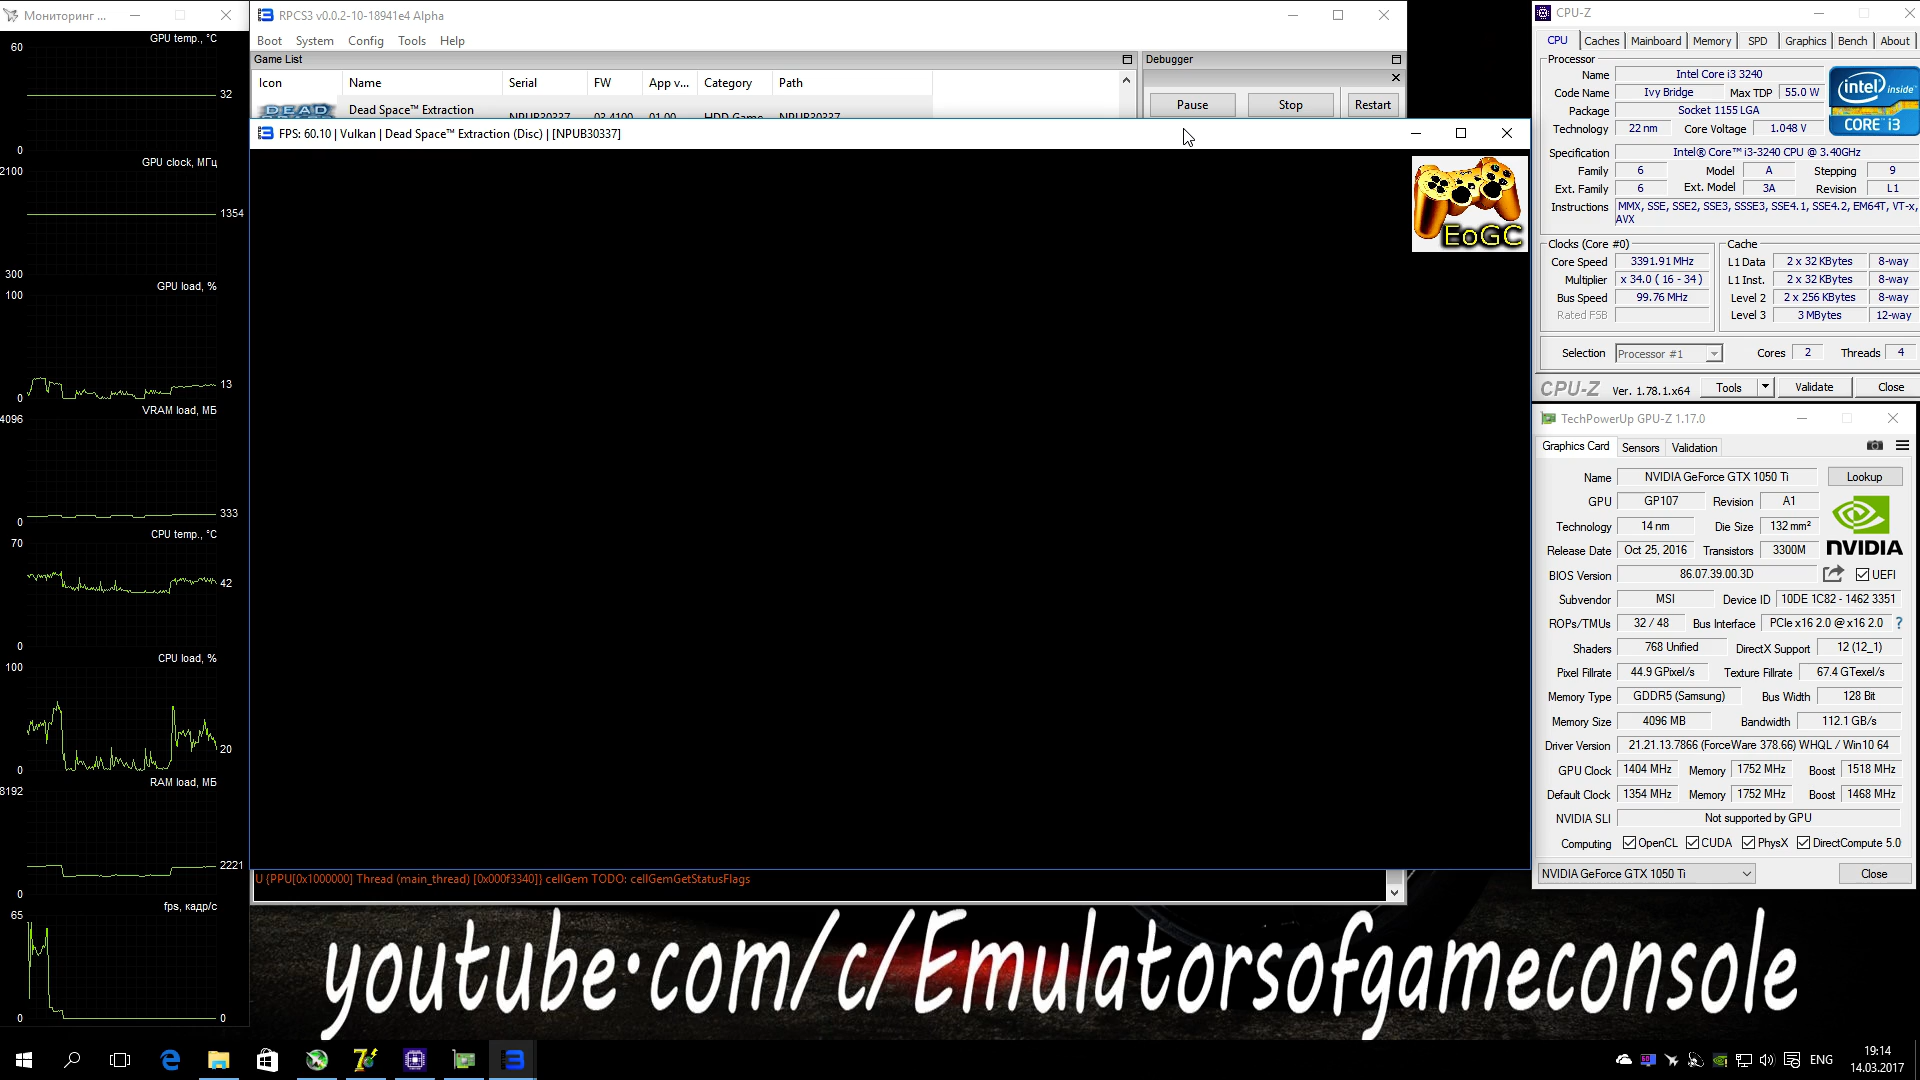 Мониторинг ...
GPU temp., °C
60
32
0
GPU clock, МГц
2100
1354
300
GPU load, %
100
13
0
VRAM load, МБ
4096
333
0
CPU temp., °C
70
42
0
CPU load, %
100
20
0
RAM load, МБ
8192
2221
0
fps, кадр/с
65
0
0
RPCS3 v0.0.2-10-18941e4 Alpha
Boot System Config Tools Help
Game List
Icon Name Serial FW App v... Category Path
DEAD Dead Space™ Extraction NPUB30337 03.4100 01.00 HDD Game NPUB30337
Debugger
Pause Stop Restart
FPS: 60.10 | Vulkan | Dead Space™ Extraction (Disc) | [NPUB30337]
EoGC
U {PPU[0x1000000] Thread (main_thread) [0x000f3340]} cellGem TODO: cellGemGetStatusFlags
CPU-Z
CPU Caches Mainboard Memory SPD Graphics Bench About
Processor
Name Intel Core i3 3240
Code Name Ivy Bridge Max TDP 55.0 W
Package Socket 1155 LGA
Technology 22 nm Core Voltage 1.048 V
intel inside™
CORE™ i3
Specification Intel® Core™ i3-3240 CPU @ 3.40GHz
Family 6 Model A Stepping 9
Ext. Family 6 Ext. Model 3A Revision L1
Instructions MMX, SSE, SSE2, SSE3, SSSE3, SSE4.1, SSE4.2, EM64T, VT-x,
AVX
Clocks (Core #0)
Core Speed 3391.91 MHz
Multiplier x 34.0 ( 16 - 34 )
Bus Speed 99.76 MHz
Rated FSB
Cache
L1 Data 2 x 32 KBytes 8-way
L1 Inst. 2 x 32 KBytes 8-way
Level 2 2 x 256 KBytes 8-way
Level 3 3 MBytes 12-way
Selection Processor #1 Cores 2 Threads 4
CPU-Z Ver. 1.78.1.x64 Tools Validate Close
TechPowerUp GPU-Z 1.17.0
Graphics Card Sensors Validation
Name NVIDIA GeForce GTX 1050 Ti Lookup
GPU GP107 Revision A1
Technology 14 nm Die Size 132 mm²
Release Date Oct 25, 2016 Transistors 3300M
NVIDIA
BIOS Version 86.07.39.00.3D UEFI
Subvendor MSI Device ID 10DE 1C82 - 1462 3351
ROPs/TMUs 32 / 48 Bus Interface PCIe x16 2.0 @ x16 2.0 ?
Shaders 768 Unified DirectX Support 12 (12_1)
Pixel Fillrate 44.9 GPixel/s Texture Fillrate 67.4 GTexel/s
Memory Type GDDR5 (Samsung) Bus Width 128 Bit
Memory Size 4096 MB Bandwidth 112.1 GB/s
Driver Version 21.21.13.7866 (ForceWare 378.66) WHQL / Win10 64
GPU Clock 1404 MHz Memory 1752 MHz Boost 1518 MHz
Default Clock 1354 MHz Memory 1752 MHz Boost 1468 MHz
NVIDIA SLI Not supported by GPU
Computing OpenCL CUDA PhysX DirectCompute 5.0
NVIDIA GeForce GTX 1050 Ti Close
youtube.com/c/Emulatorsofgameconsole
ENG
19:14
14.03.2017